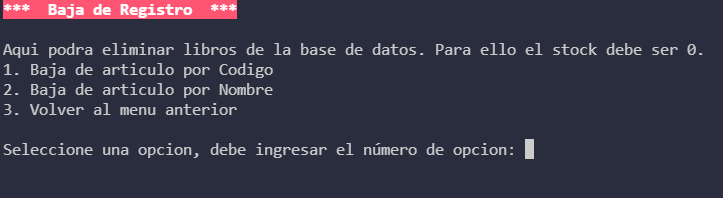 ***  Baja de Registro  ***
Aqui podra eliminar libros de la base de datos. Para ello el stock debe ser 0.
1. Baja de articulo por Codigo
2. Baja de articulo por Nombre
3. Volver al menu anterior
Seleccione una opcion, debe ingresar el número de opcion: